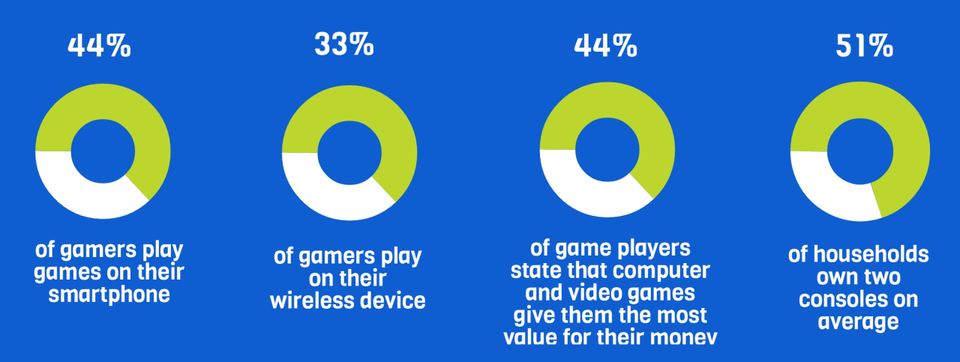 44%
of gamers play
games on their
smartphone
33%
of gamers play
on their
wireless device
44%
of game players
state that computer
and video games
give them the most
value for their money
51%
of households
own two
consoles on
average